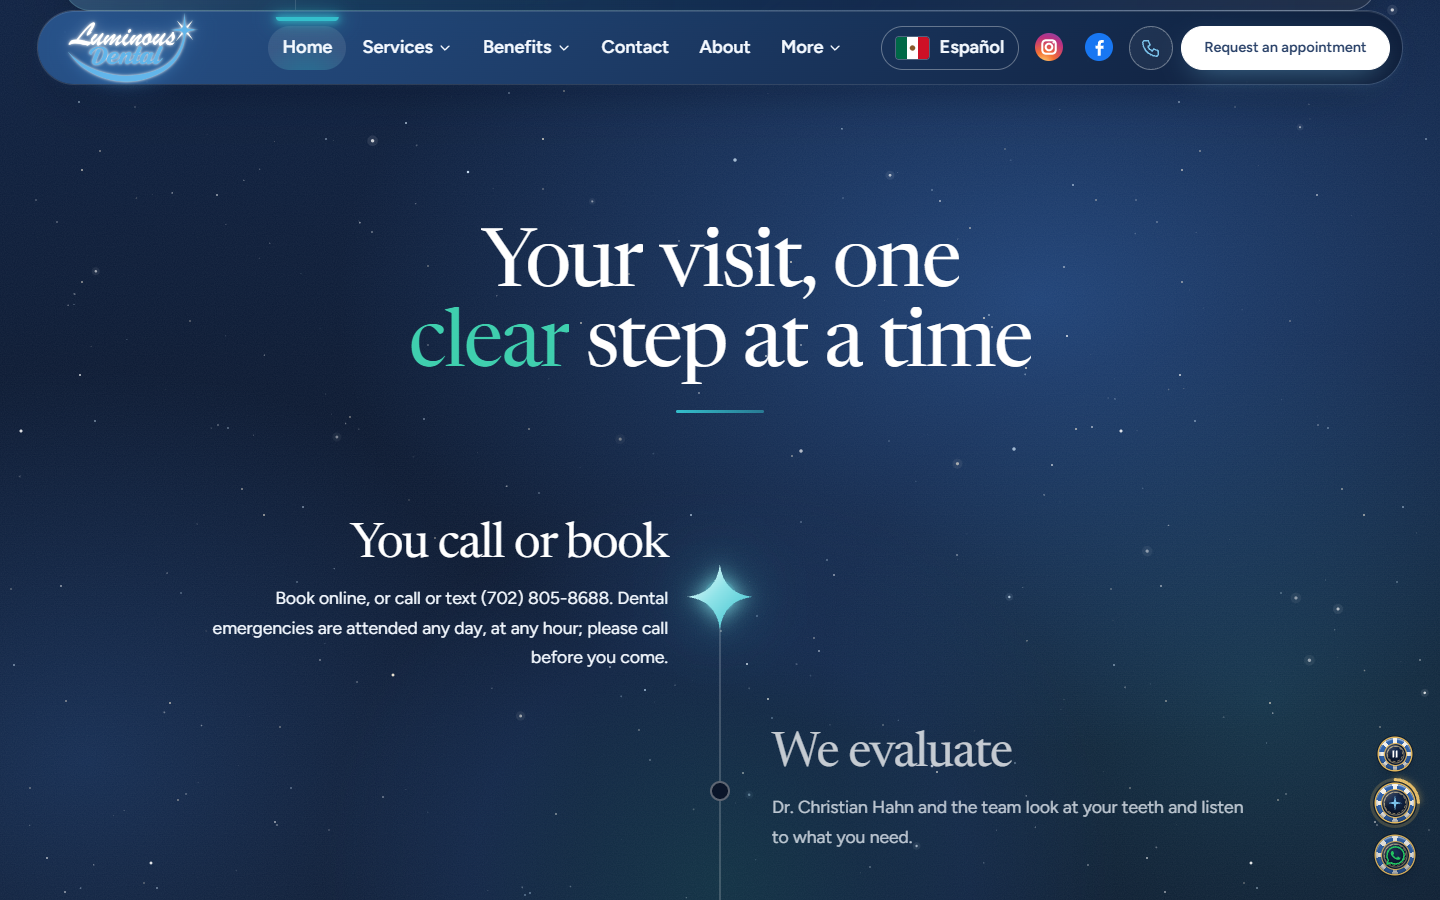 Luminous
Dental
Home
Services
Benefits
Contact
About
More
Español
Request an appointment
Your visit, one
clear step at a time
You call or book
Book online, or call or text (702) 805-8688. Dental
emergencies are attended any day, at any hour; please call
before you come.
We evaluate
Dr. Christian Hahn and the team look at your teeth and listen
to what you need.